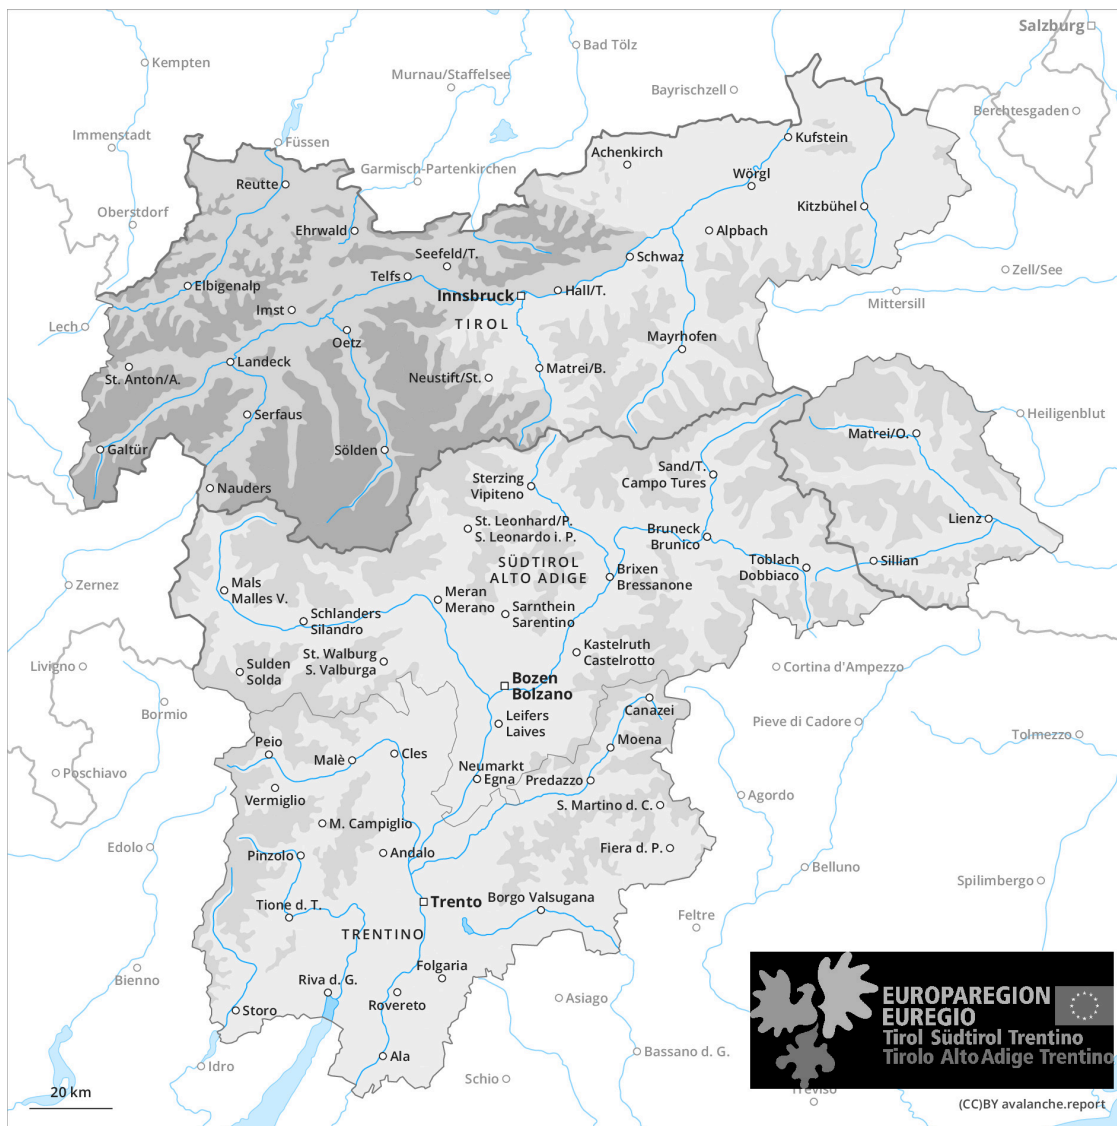 Salzburg
Kempten
Bad Tölz
Murnau/Staffelsee
Bayrischzell
Berchtesgaden
Immenstadt
Füssen
Kufstein
Achenkirch
Garmisch-Partenkirchen
Wörgl
Reutte
Oberstdorf
Kitzbühel
Ehrwald
Alpbach
Seefeld/T.
Schwaz
Telfs
Zell/See
Elbigenalp
Innsbruck
Hall/T.
Mittersill
Imst
TIROL
Lech
Oetz
Mayrhofen
Landeck
Matrei/B.
St. Anton/A.
Neustift/St.
Serfaus
Heiligenblut
Matrei/O.
Galtür
Sölden
Sand/T.
Campo Tures
Sterzing
Vipiteno
Nauders
Lienz
St. Leonhard/P.
S. Leonardo i. P.
Bruneck
Brunico
SÜDTIROL
ALTO ADIGE
Toblach
Dobbiaco
Sillian
Brixen
Bressanone
Zernez
Mals
Malles V.
Meran
Merano
Sarnthein
Sarentino
Schlanders
Silandro
Kastelruth
Castelrotto
St. Walburg
S. Valburga
Livigno
Sulden
Solda
Cortina d'Ampezzo
Bozen
Bolzano
Bormio
Canazei
Leifers
Laives
Pieve di Cadore
Tolmezzo
Peio
Moena
Cles
Malè
Neumarkt
Egna
Poschiavo
Predazzo
Vermiglio
Agordo
S. Martino d. C.
M. Campiglio
Edolo
Fiera d. P.
Pinzolo
Andalo
Belluno
Spilimbergo
Borgo Valsugana
Trento
Tione d. T.
Feltre
TRENTINO
Folgaria
Bienno
Riva d. G.
Rovereto
Asiago
Storo
EUROPAREGION
EUREGIO
Tirol Südtirol Trentino
Tirolo Alto Adige Trentino
Ala
Bassano d. G.
Idro
Schio
Treviso
20 km
(CC)BY avalanche.report